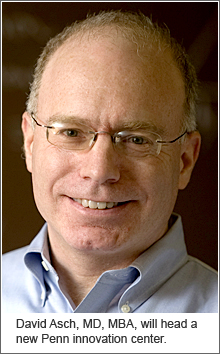 David Asch, MD, MBA, will head a
new Penn innovation center.